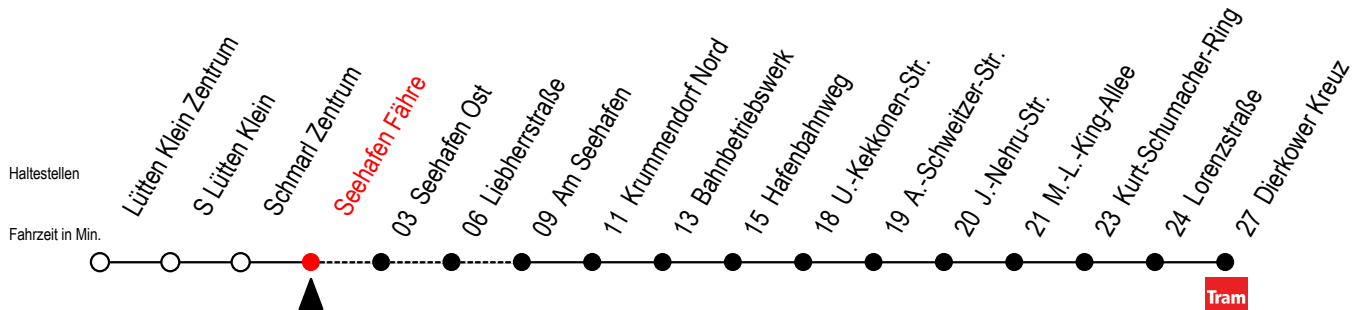 Haltestellen
Fahrzeit in Min.
Lütten Klein Zentrum
S Lütten Klein
Schmarl Zentrum
Seehafen Fähre
03 Seehafen Ost
06 Liebherrstraße
09 Am Seehafen
11 Krummendorf Nord
13 Bahnbetriebswerk
15 Hafenbahnweg
18 U.-Kekkonen-Str.
19 A.-Schweitzer-Str.
20 J.-Nehru-Str.
21 M.-L.-King-Allee
23 Kurt-Schumacher-Ring
24 Lorenzstraße
27 Dierkower Kreuz
Tram